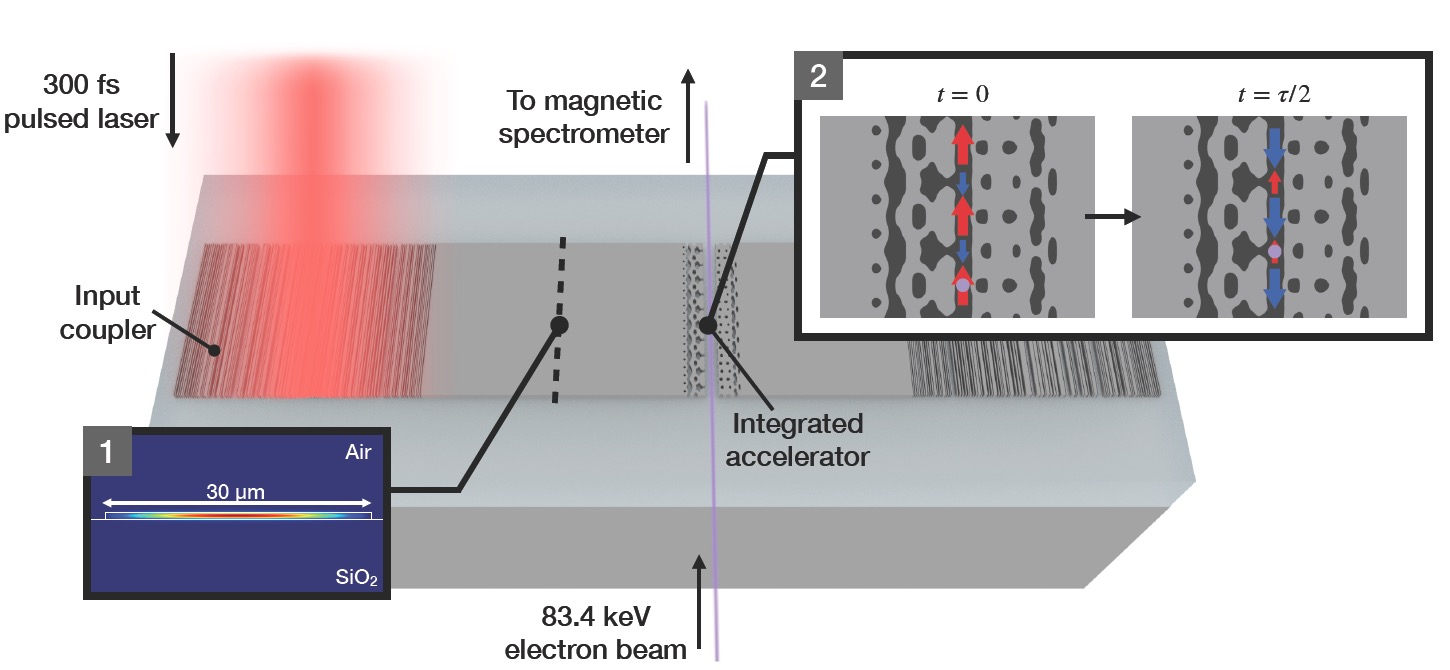 300 fs
pulsed laser
To magnetic
spectrometer
2
t = 0
t = τ/2
Input
coupler
Integrated
accelerator
1
Air
30 μm
SiO₂
83.4 keV
electron beam